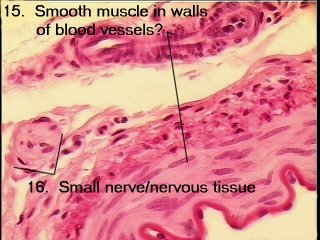 15. Smooth muscle in walls
of blood vessels?
16. Small nerve/nervous tissue